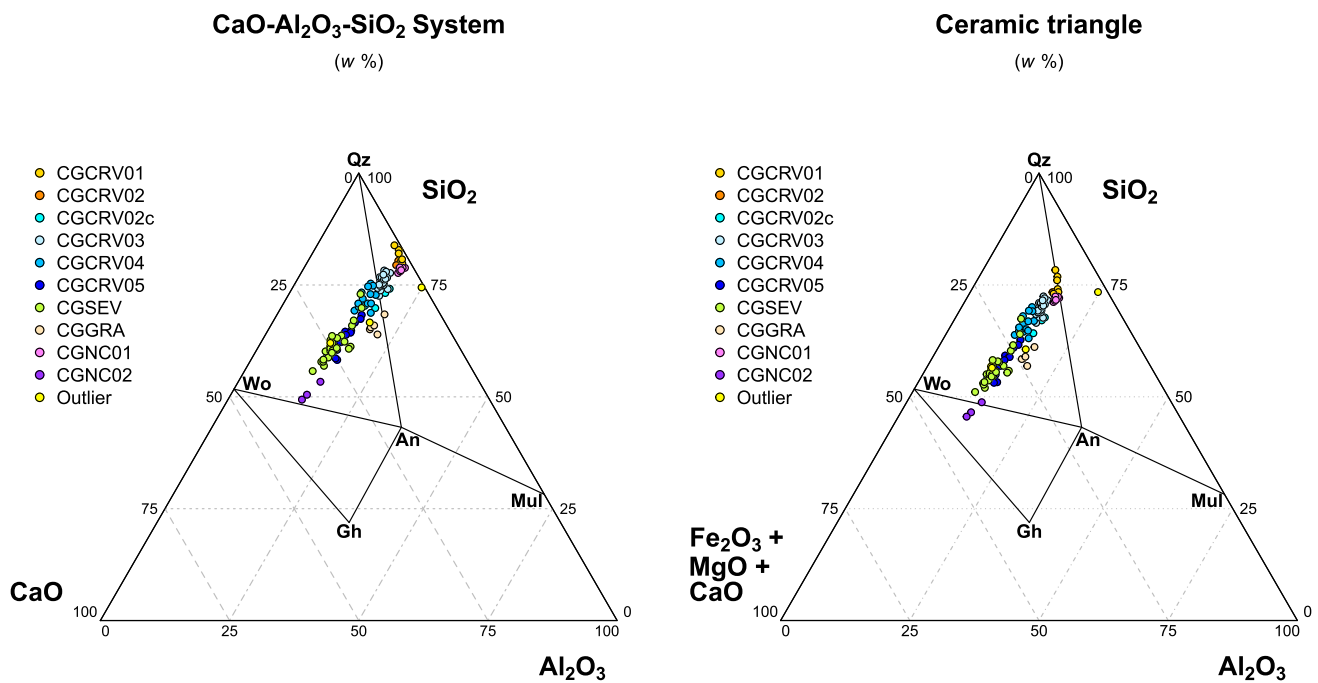 CaO-Al₂O₃-SiO₂ System
(w %)
CGCRV01
CGCRV02
CGCRV02c
CGCRV03
CGCRV04
CGCRV05
CGSEV
CGGRA
CGNC01
CGNC02
Outlier
Qz
0 100
SiO₂
25 75
Wo
50 50
An
Mul
75 25
Gh
CaO
100 0
0 25 50 75 100
Al₂O₃
Ceramic triangle
(w %)
CGCRV01
CGCRV02
CGCRV02c
CGCRV03
CGCRV04
CGCRV05
CGSEV
CGGRA
CGNC01
CGNC02
Outlier
Qz
0 100
SiO₂
25 75
Wo
50 50
An
Mul
75 25
Gh
Fe₂O₃ +
MgO +
CaO
100 0
0 25 50 75 100
Al₂O₃